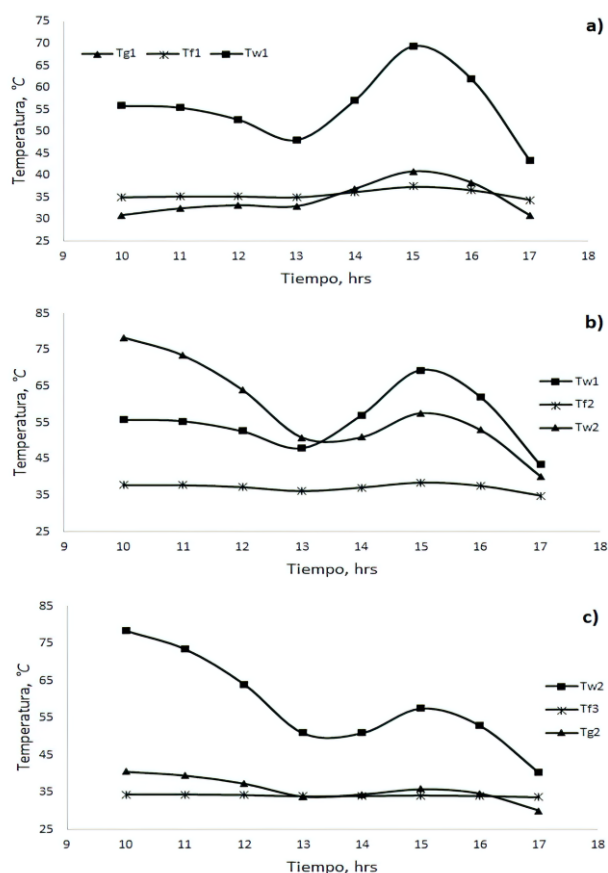 a)
Temperatura, °C
75
70
65
60
55
50
45
40
35
30
25
Tg1 Tf1 Tw1
9 10 11 12 13 14 15 16 17 18
Tiempo, hrs
b)
Temperatura, °C
85
75
65
55
45
35
25
Tw1
Tf2
Tw2
9 10 11 12 13 14 15 16 17 18
Tiempo, hrs
c)
Temperatura, °C
85
75
65
55
45
35
25
Tw2
Tf3
Tg2
9 10 11 12 13 14 15 16 17 18
Tiempo, hrs